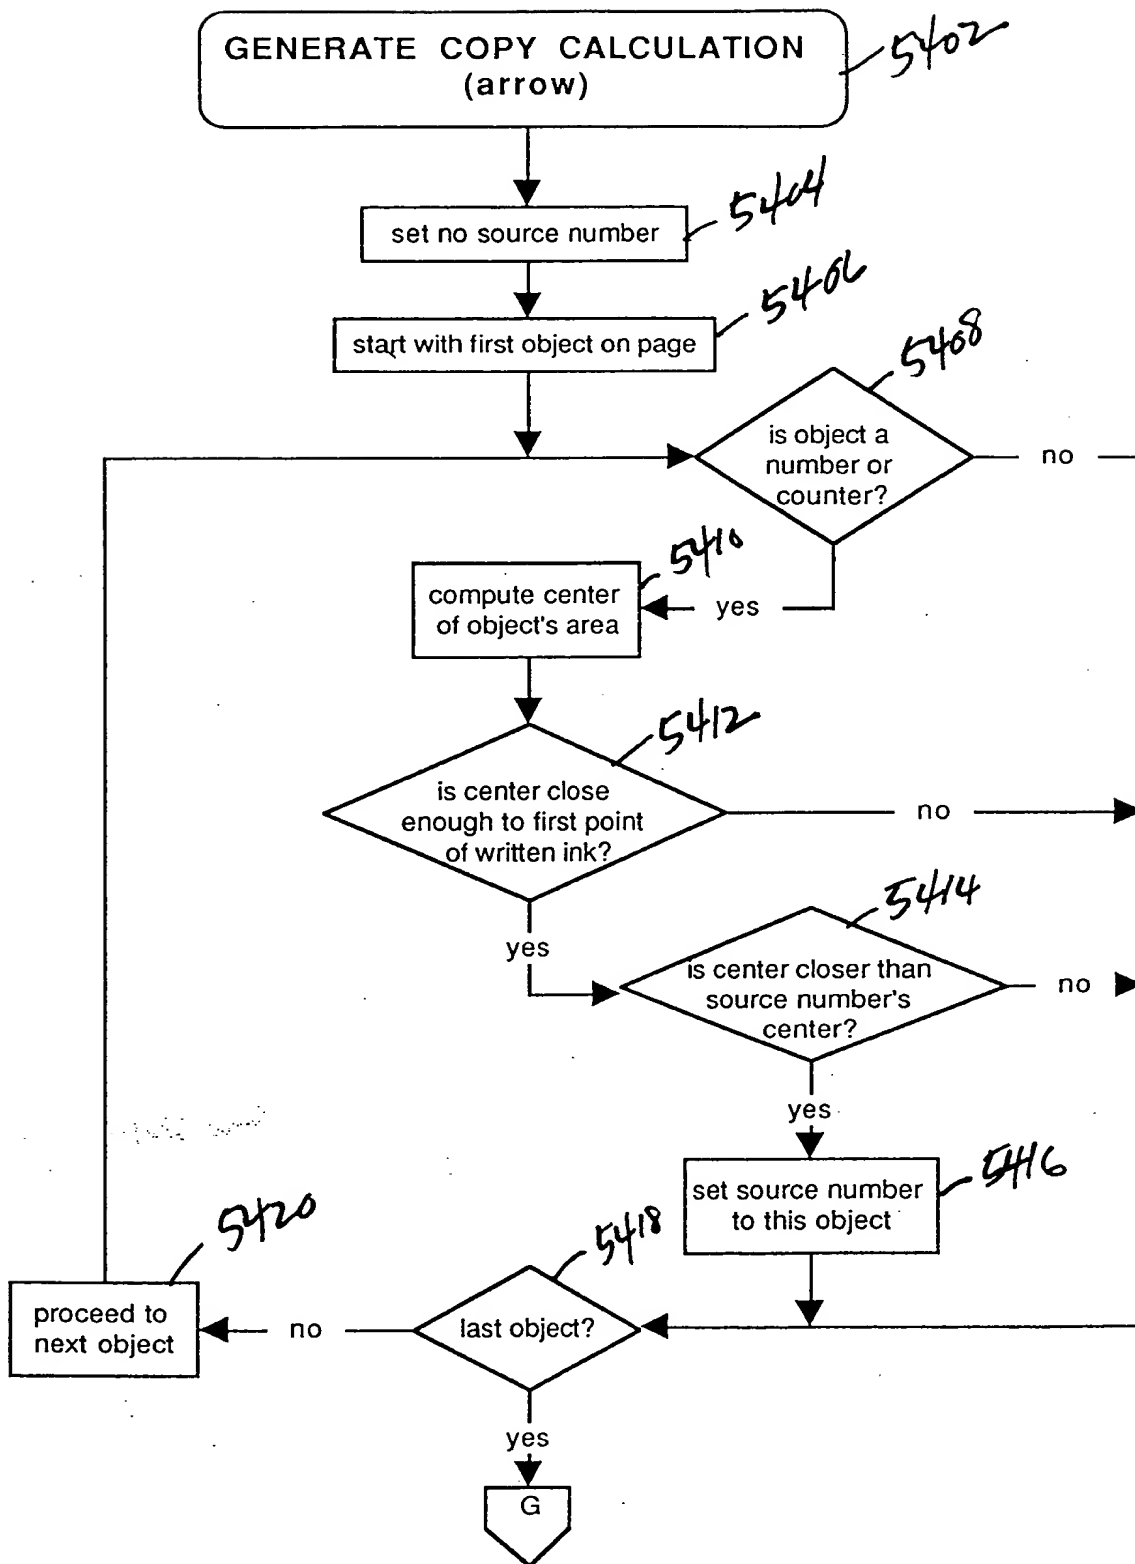 GENERATE COPY CALCULATION
(arrow)
5402
set no source number
5404
start with first object on page
5406
is object a
number or
counter?
5408
no
yes
compute center
of object's area
5410
is center close
enough to first point
of written ink?
5412
no
yes
is center closer than
source number's
center?
5414
no
yes
set source number
to this object
5416
last object?
5418
no
proceed to
next object
5420
yes
G